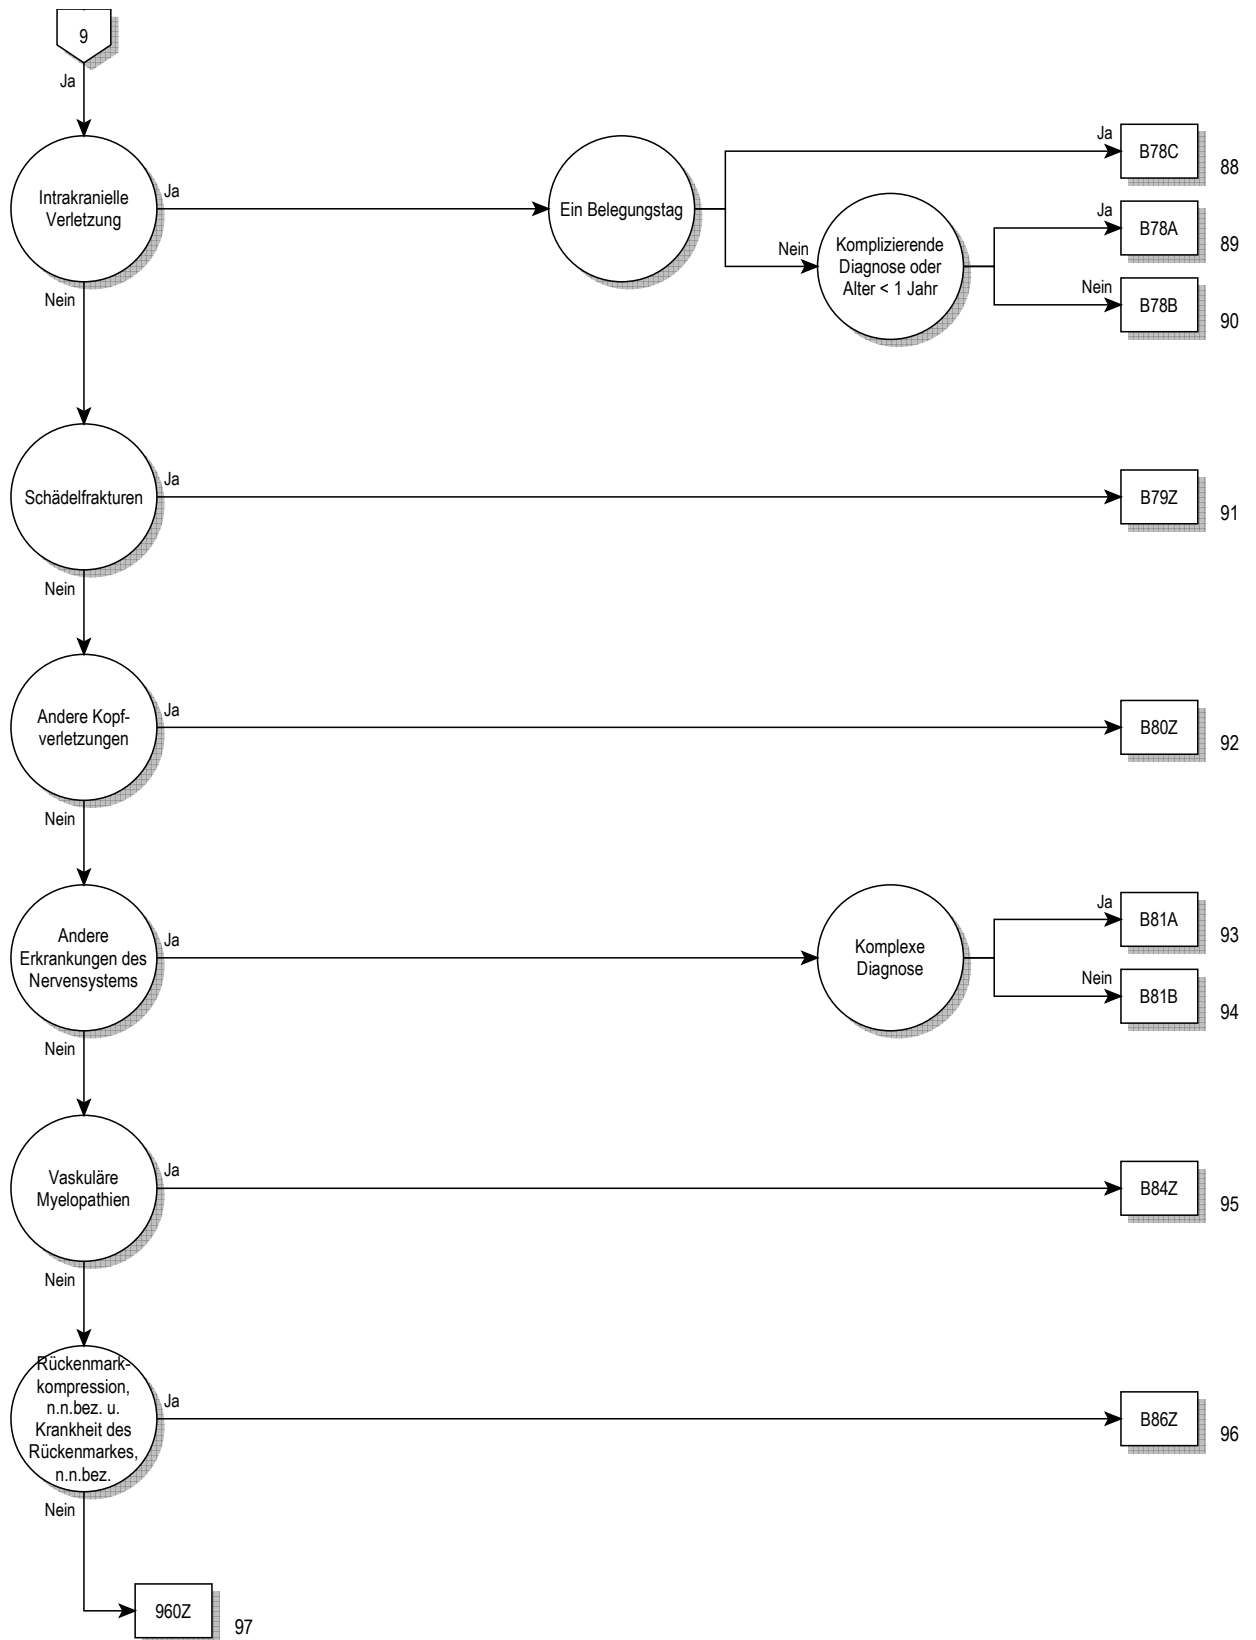 9
Ja
Intrakranielle
Verletzung
Ja
Ein Belegungstag
Ja
B78C
88
Nein
Komplizierende
Diagnose oder
Alter < 1 Jahr
Ja
B78A
89
Nein
B78B
90
Nein
Schädelfrakturen
Ja
B79Z
91
Nein
Andere Kopf-
verletzungen
Ja
B80Z
92
Nein
Andere
Erkrankungen des
Nervensystems
Ja
Komplexe
Diagnose
Ja
B81A
93
Nein
B81B
94
Nein
Vaskuläre
Myelopathien
Ja
B84Z
95
Nein
Rückenmark-
kompression,
n.n.bez. u.
Krankheit des
Rückenmarkes,
n.n.bez.
Ja
B86Z
96
Nein
960Z
97